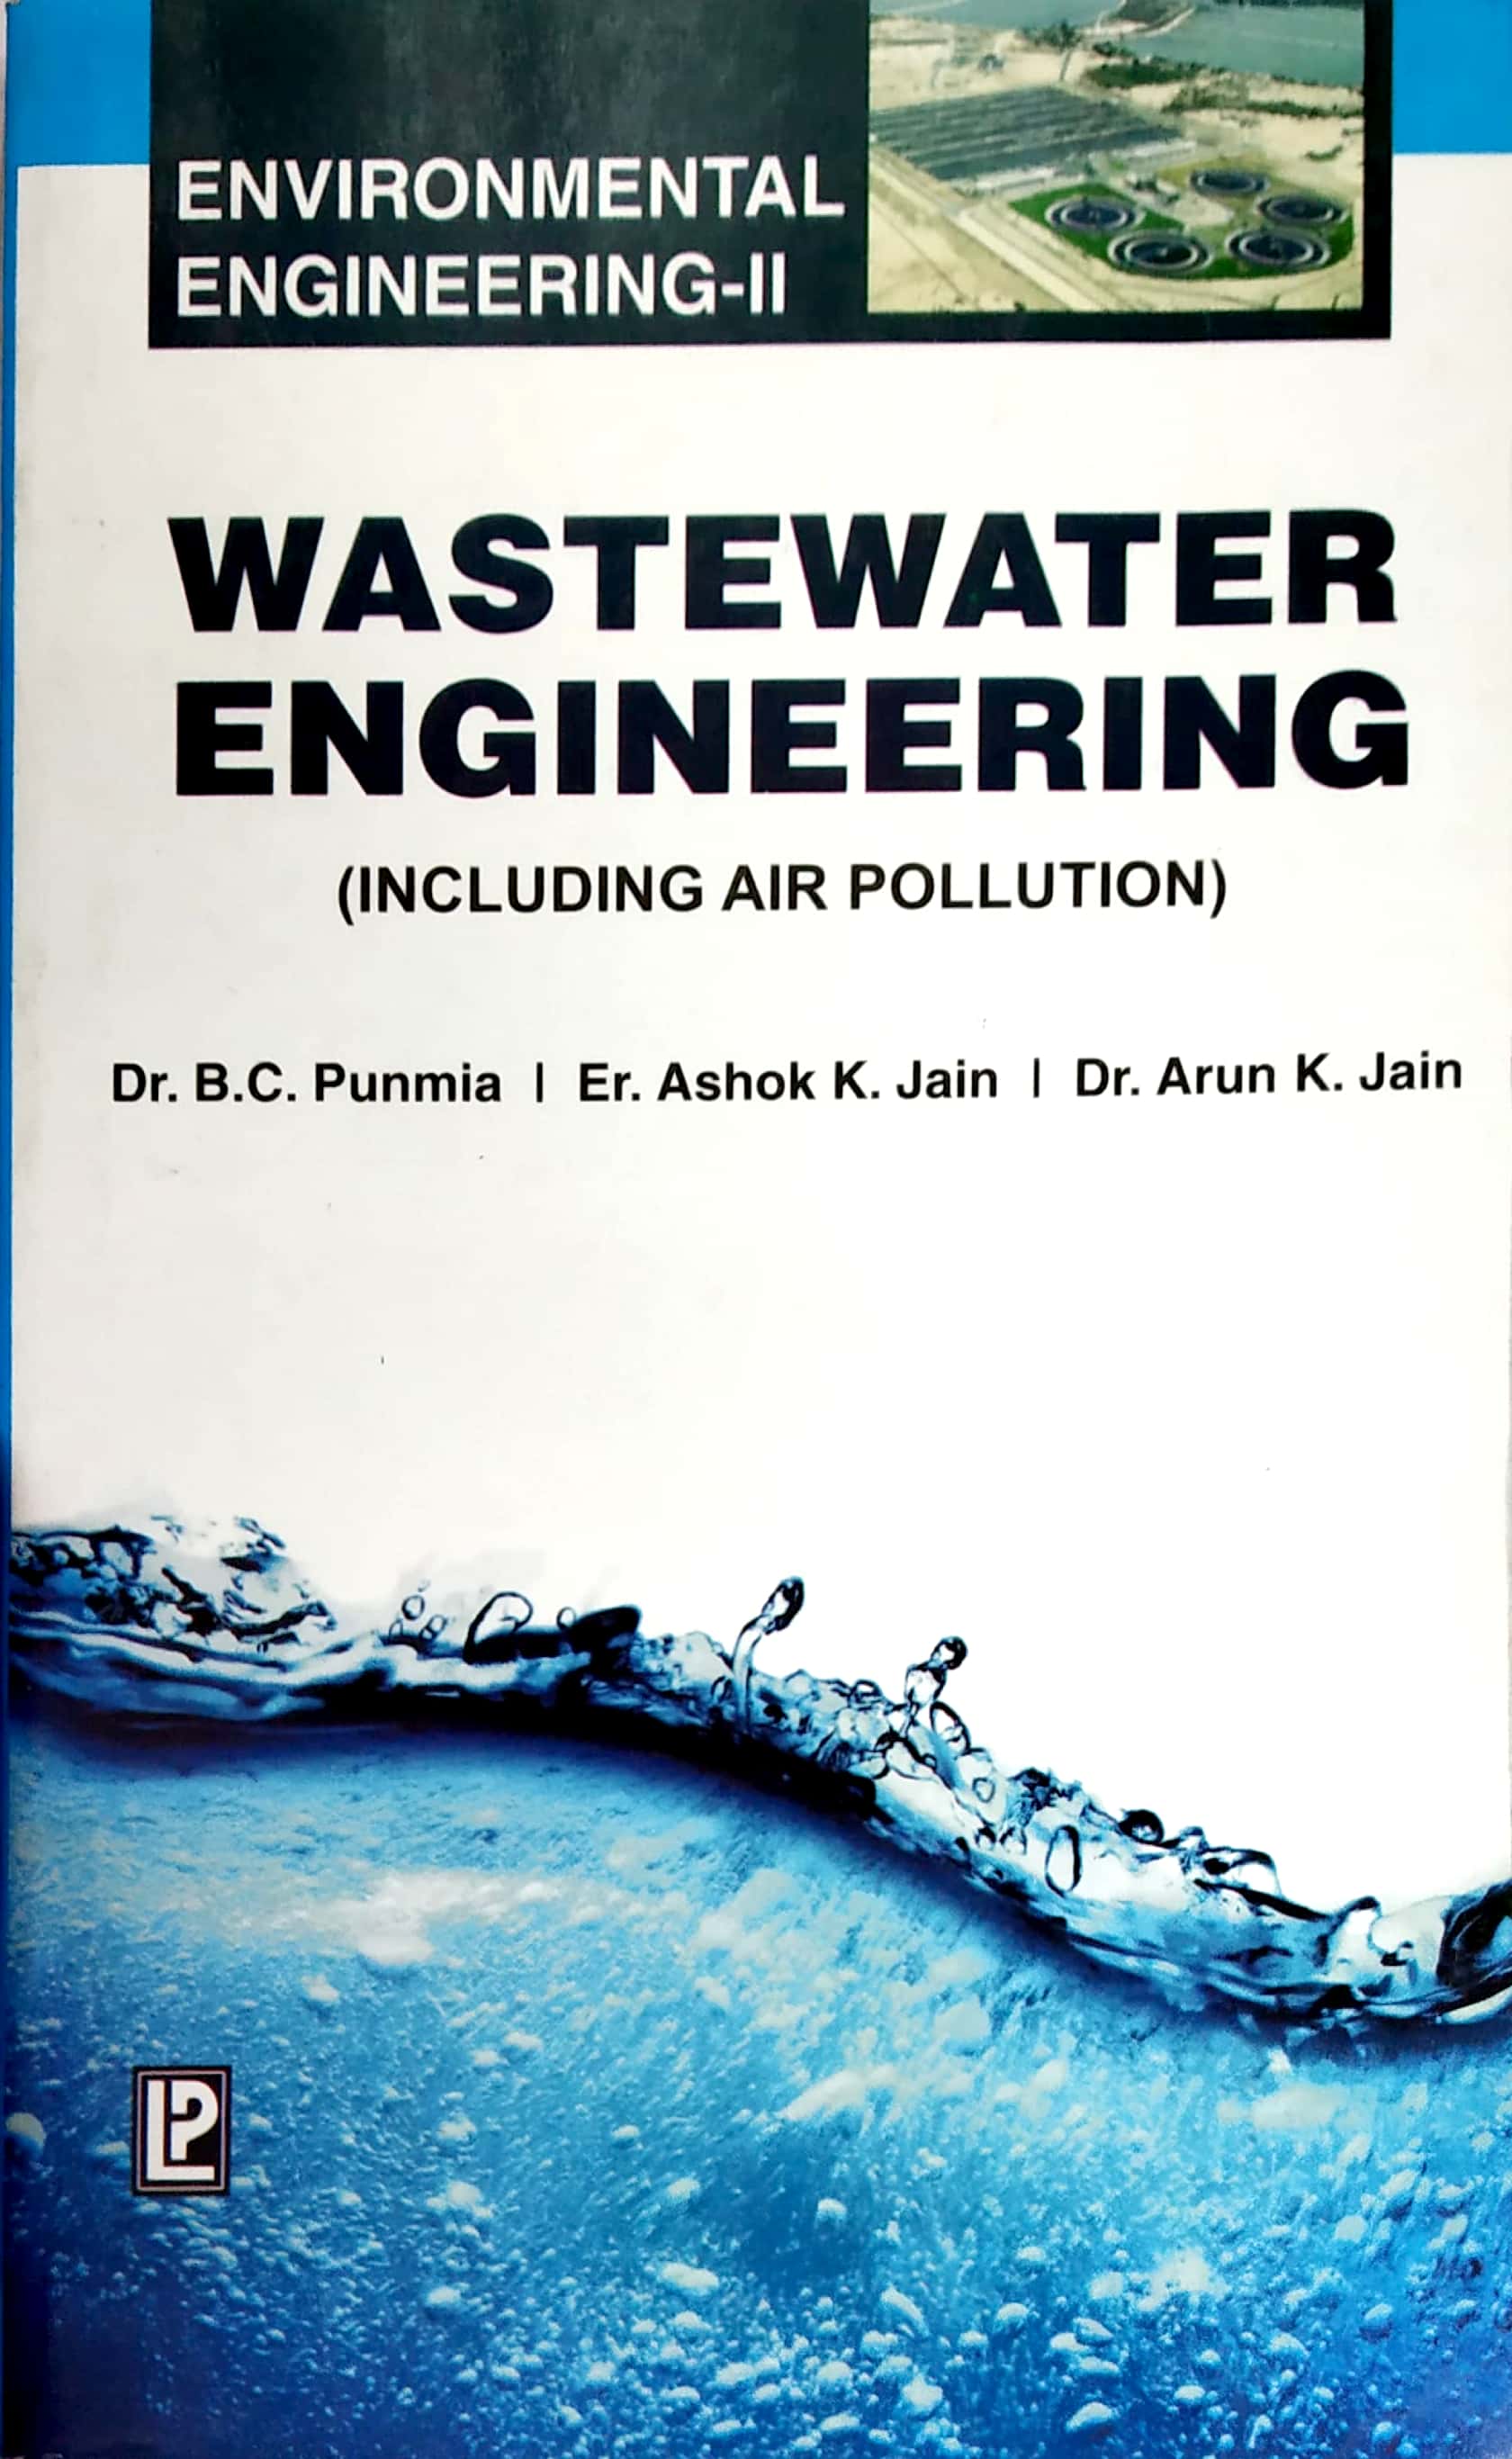 ENVIRONMENTAL
ENGINEERING-II
WASTEWATER
ENGINEERING
(INCLUDING AIR POLLUTION)
Dr. B.C. Punmia | Er. Ashok K. Jain | Dr. Arun K. Jain
LP